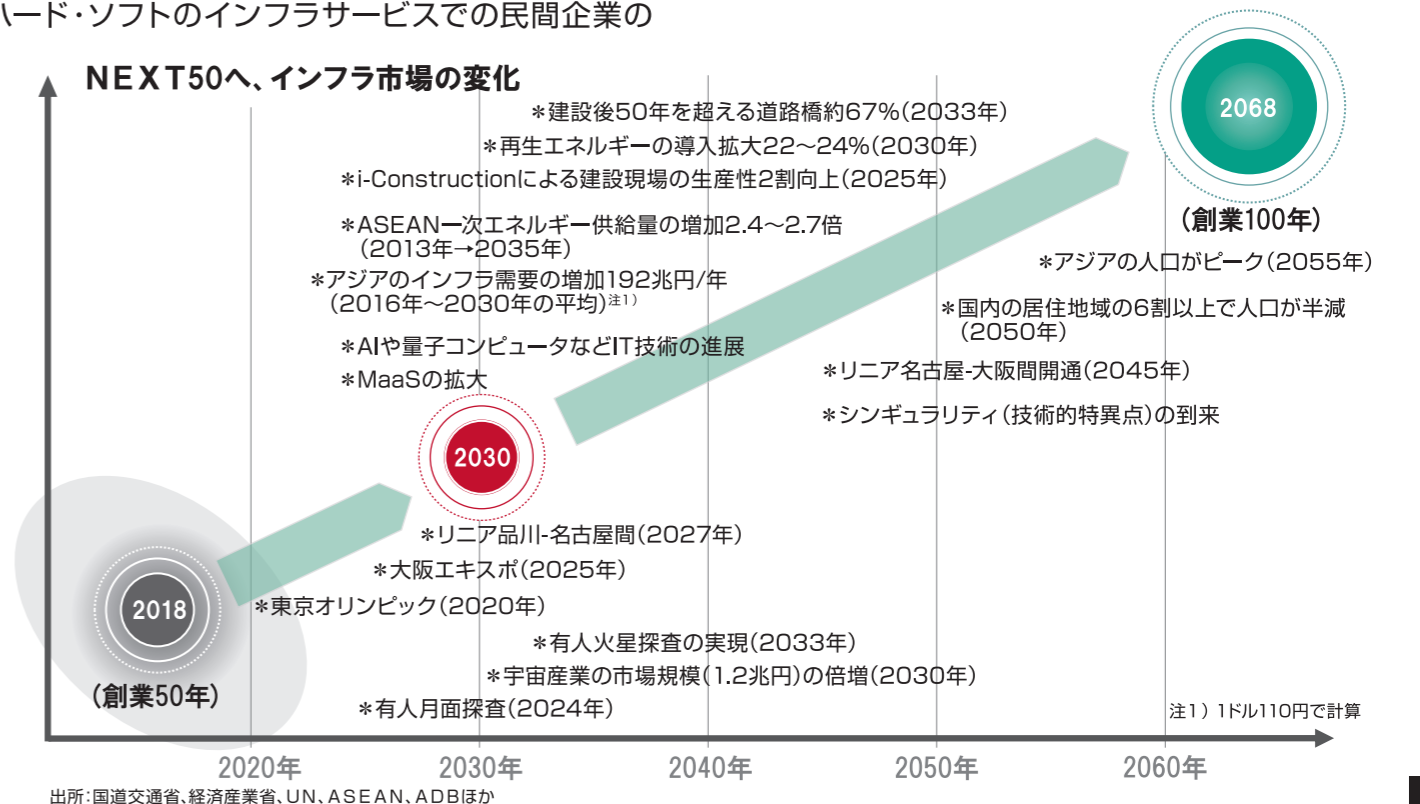 ハード・ソフトのインフラサービスでの民間企業の
NEXT50へ、インフラ市場の変化
2068
(創業100年)
＊建設後50年を超える道路橋約67%(2033年)
＊再生エネルギーの導入拡大22〜24%(2030年)
＊i-Constructionによる建設現場の生産性2割向上(2025年)
＊ASEAN一次エネルギー供給量の増加2.4〜2.7倍
(2013年→2035年)
＊アジアのインフラ需要の増加192兆円/年
(2016年〜2030年の平均)注1)
＊AIや量子コンピュータなどIT技術の進展
＊MaaSの拡大
＊アジアの人口がピーク(2055年)
＊国内の居住地域の6割以上で人口が半減
(2050年)
＊リニア名古屋-大阪間開通(2045年)
＊シンギュラリティ(技術的特異点)の到来
2030
＊リニア品川-名古屋間(2027年)
＊大阪エキスポ(2025年)
＊東京オリンピック(2020年)
2018
(創業50年)
＊有人火星探査の実現(2033年)
＊宇宙産業の市場規模(1.2兆円)の倍増(2030年)
＊有人月面探査(2024年)
注1) 1ドル110円で計算
2020年
2030年
2040年
2050年
2060年
出所:国道交通省、経済産業省、UN、ASEAN、ADBほか